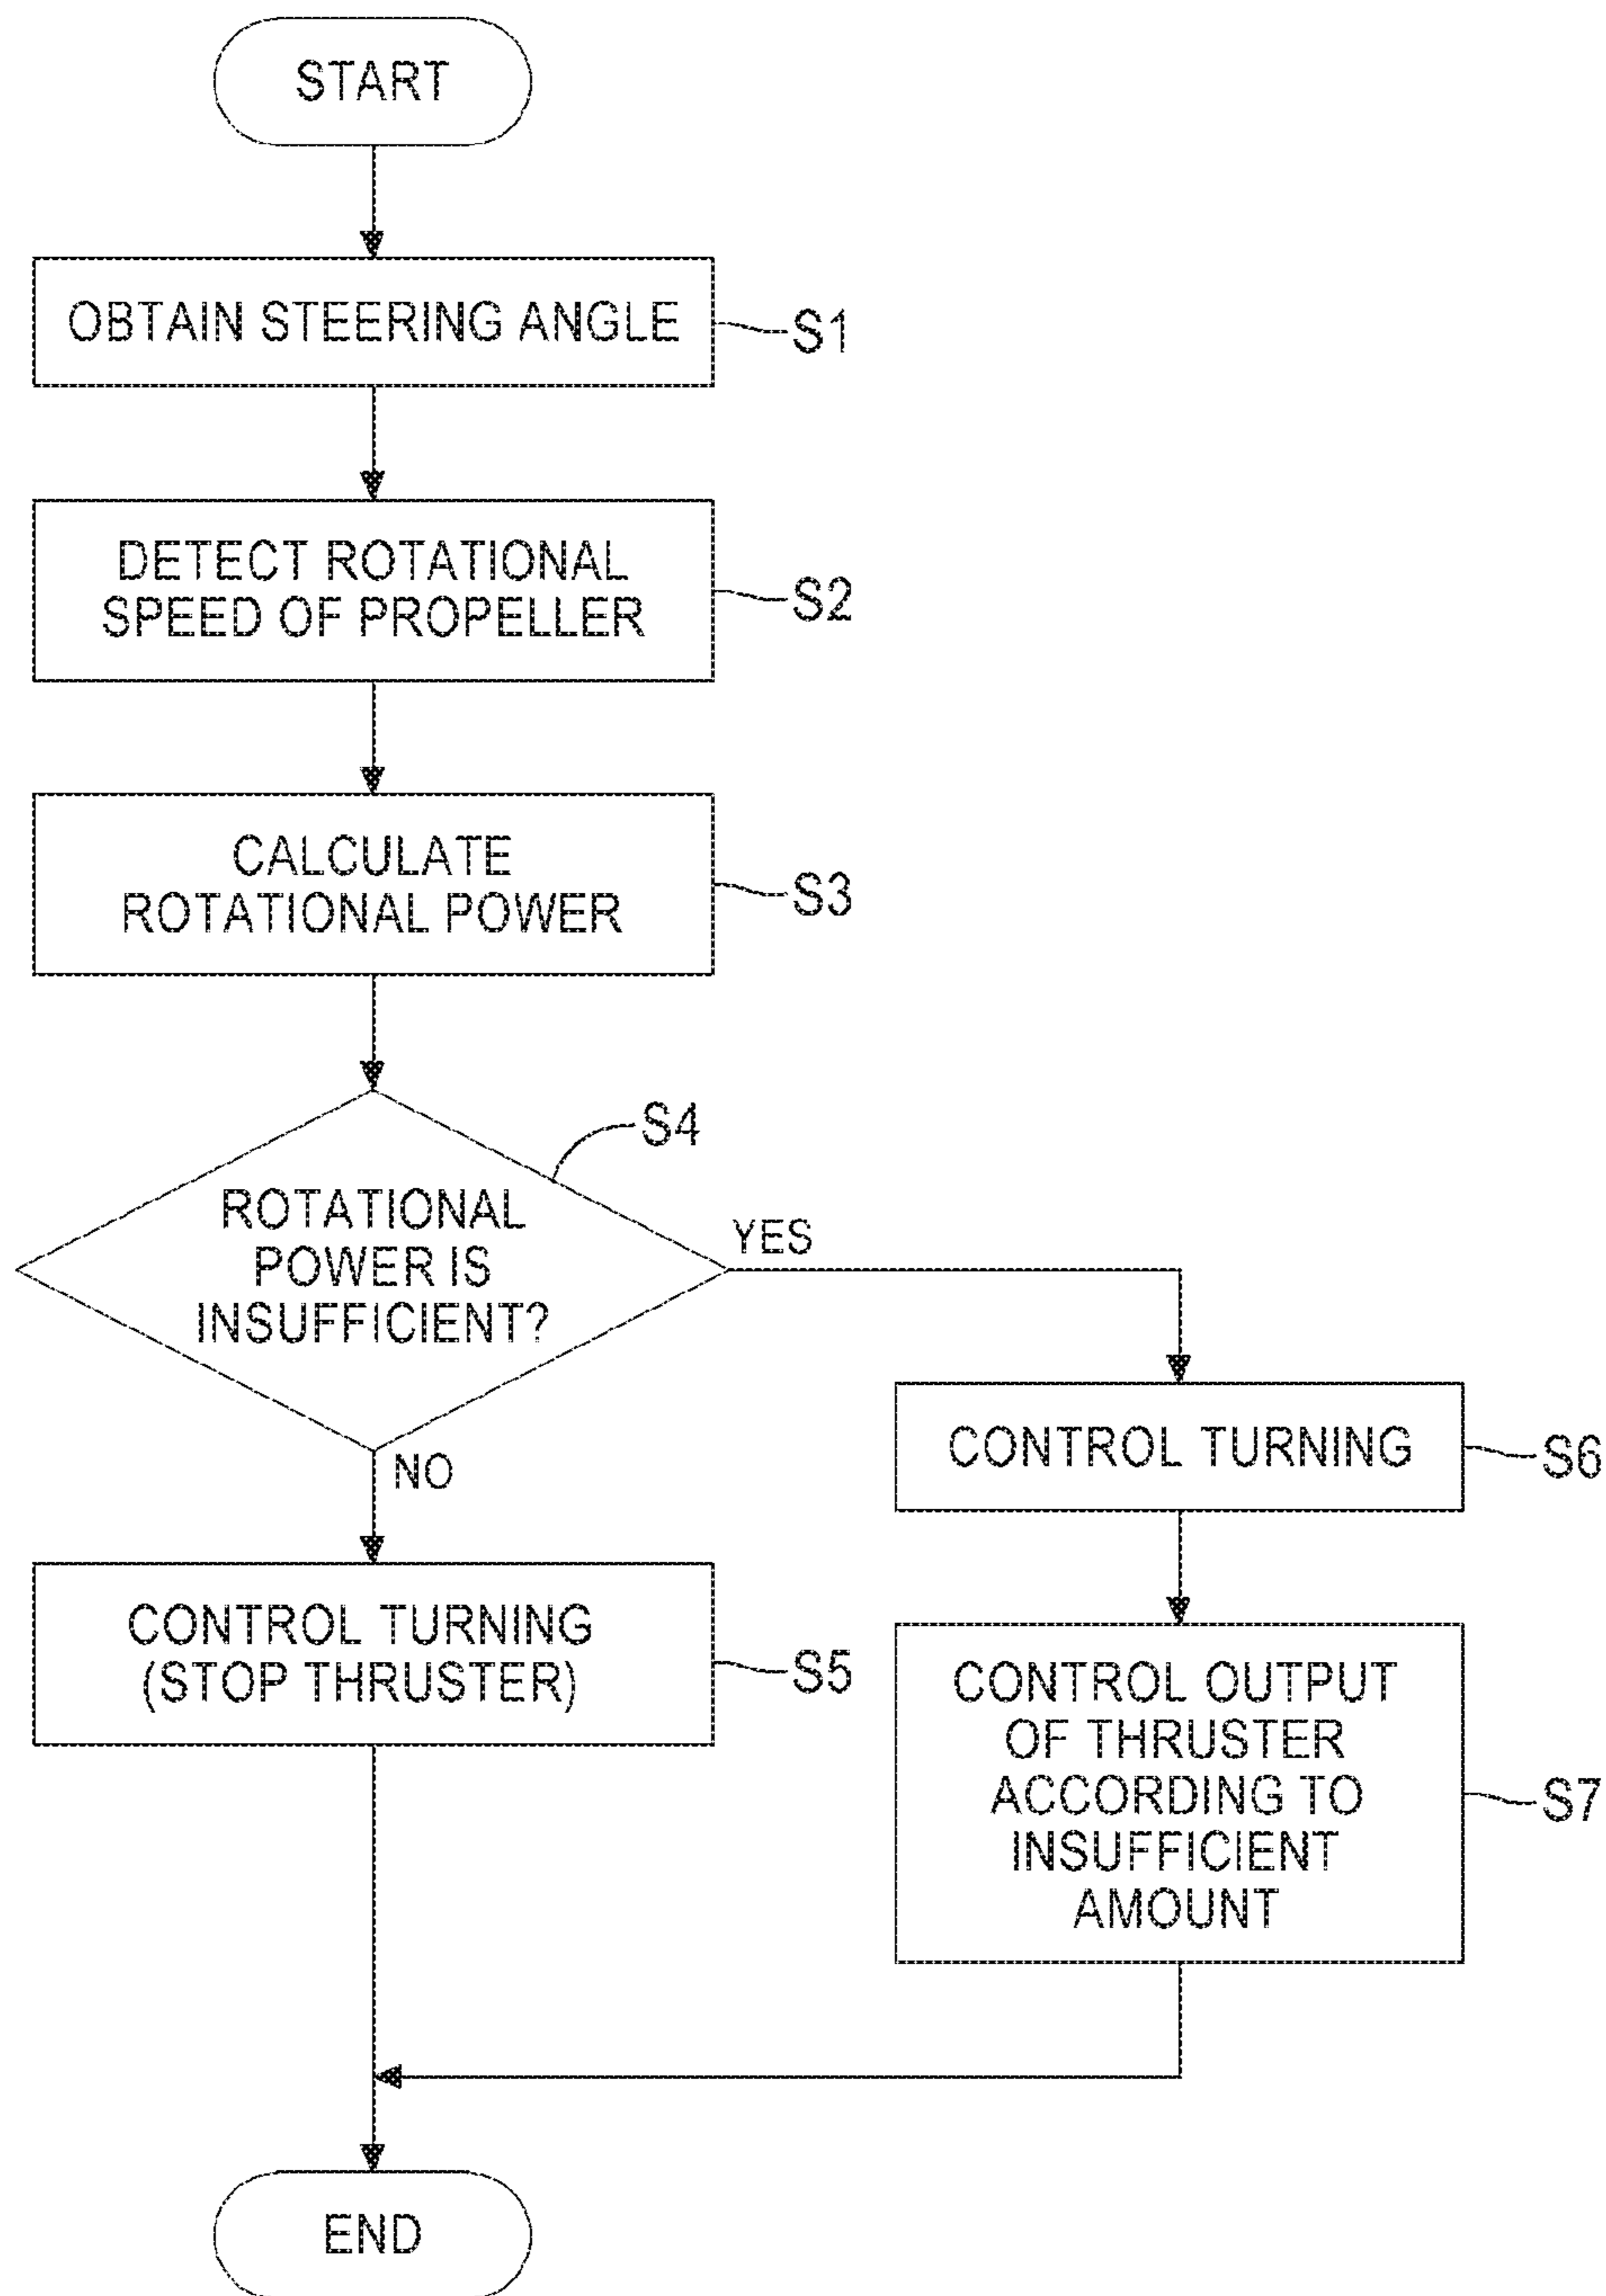 START
OBTAIN STEERING ANGLE
S1
DETECT ROTATIONAL
SPEED OF PROPELLER
S2
CALCULATE
ROTATIONAL POWER
S3
S4
ROTATIONAL
POWER IS
INSUFFICIENT?
YES
NO
CONTROL TURNING
(STOP THRUSTER)
S5
CONTROL TURNING
S6
CONTROL OUTPUT
OF THRUSTER
ACCORDING TO
INSUFFICIENT
AMOUNT
S7
END